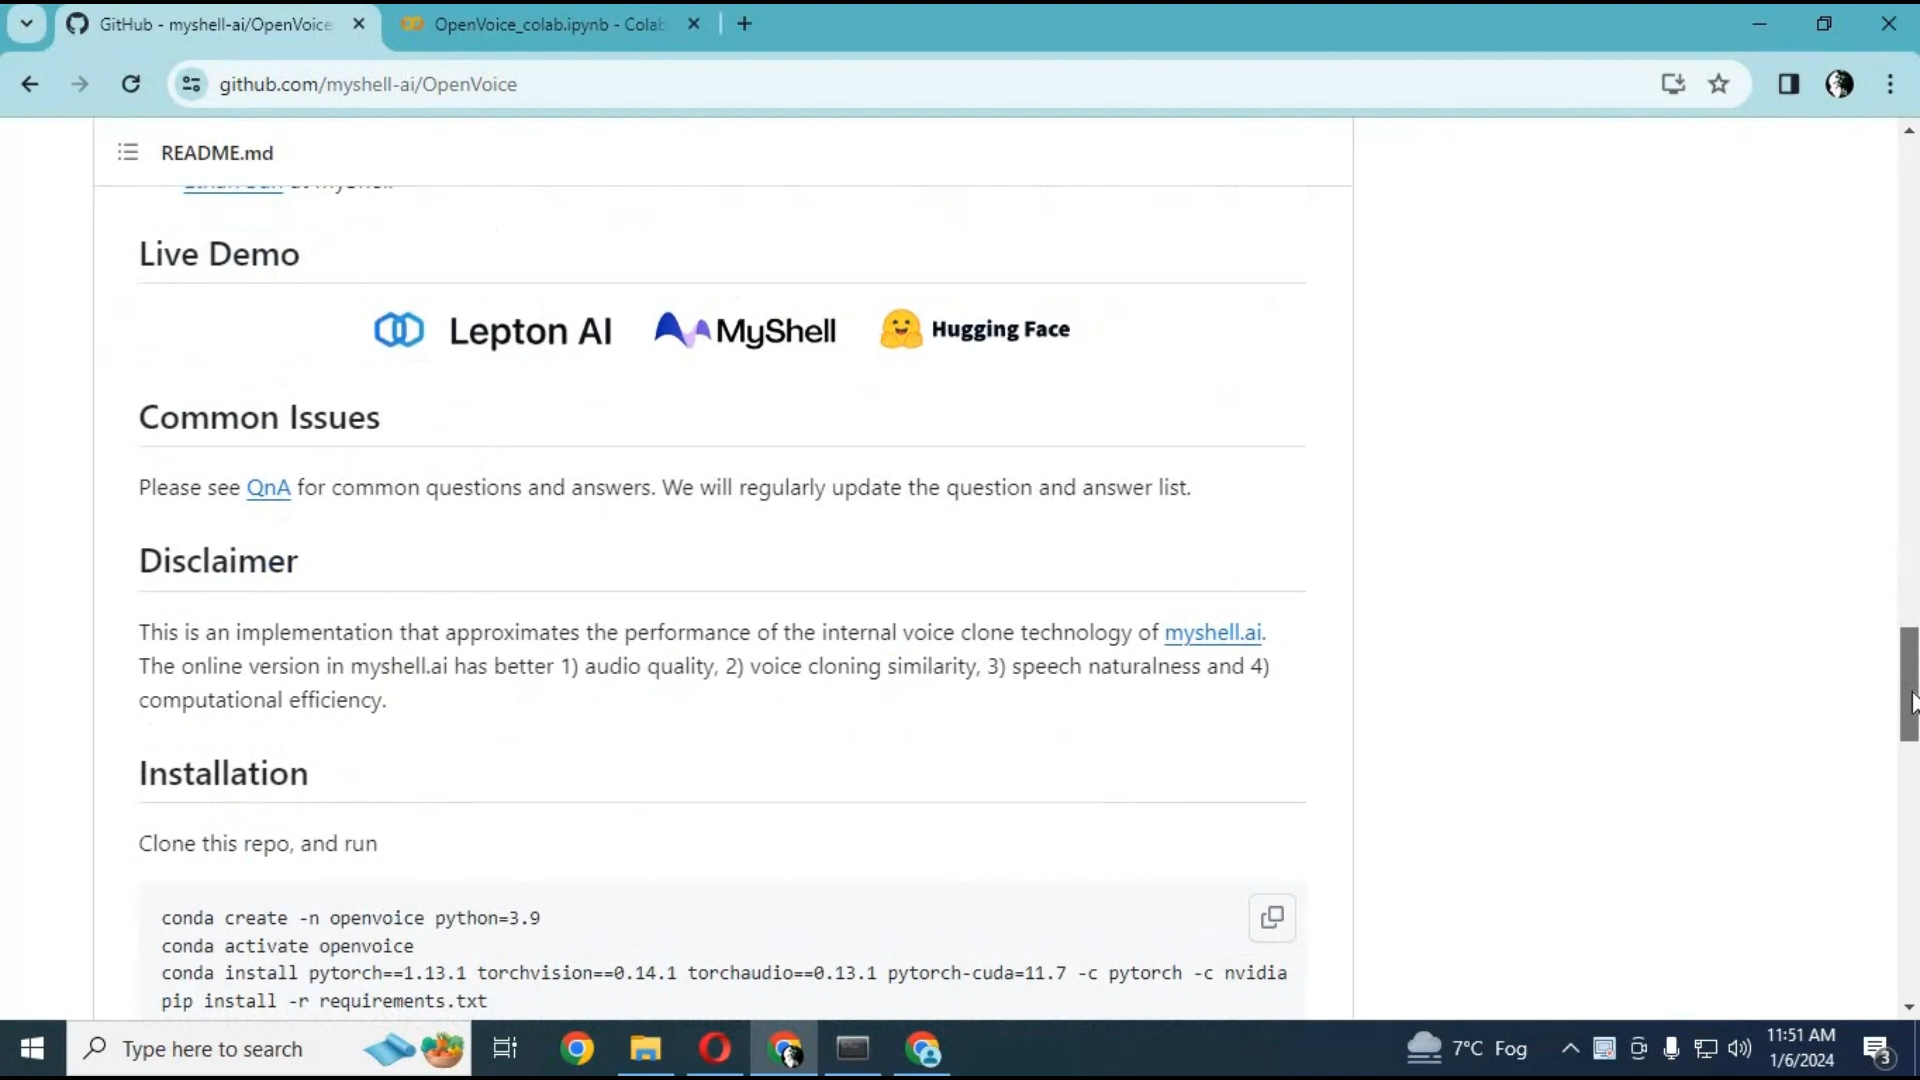 GitHub - myshell-ai/OpenVoice
OpenVoice_colab.ipynb - Colab
github.com/myshell-ai/OpenVoice
README.md
at MyShell
Live Demo
Lepton AI
MyShell
Hugging Face
Common Issues
Please see QnA for common questions and answers. We will regularly update the question and answer list.
Disclaimer
This is an implementation that approximates the performance of the internal voice clone technology of myshell.ai.
The online version in myshell.ai has better 1) audio quality, 2) voice cloning similarity, 3) speech naturalness and 4)
computational efficiency.
Installation
Clone this repo, and run
conda create -n openvoice python=3.9
conda activate openvoice
conda install pytorch==1.13.1 torchvision==0.14.1 torchaudio==0.13.1 pytorch-cuda=11.7 -c pytorch -c nvidia
pip install -r requirements.txt
Type here to search
7°C Fog
11:51 AM
1/6/2024
3